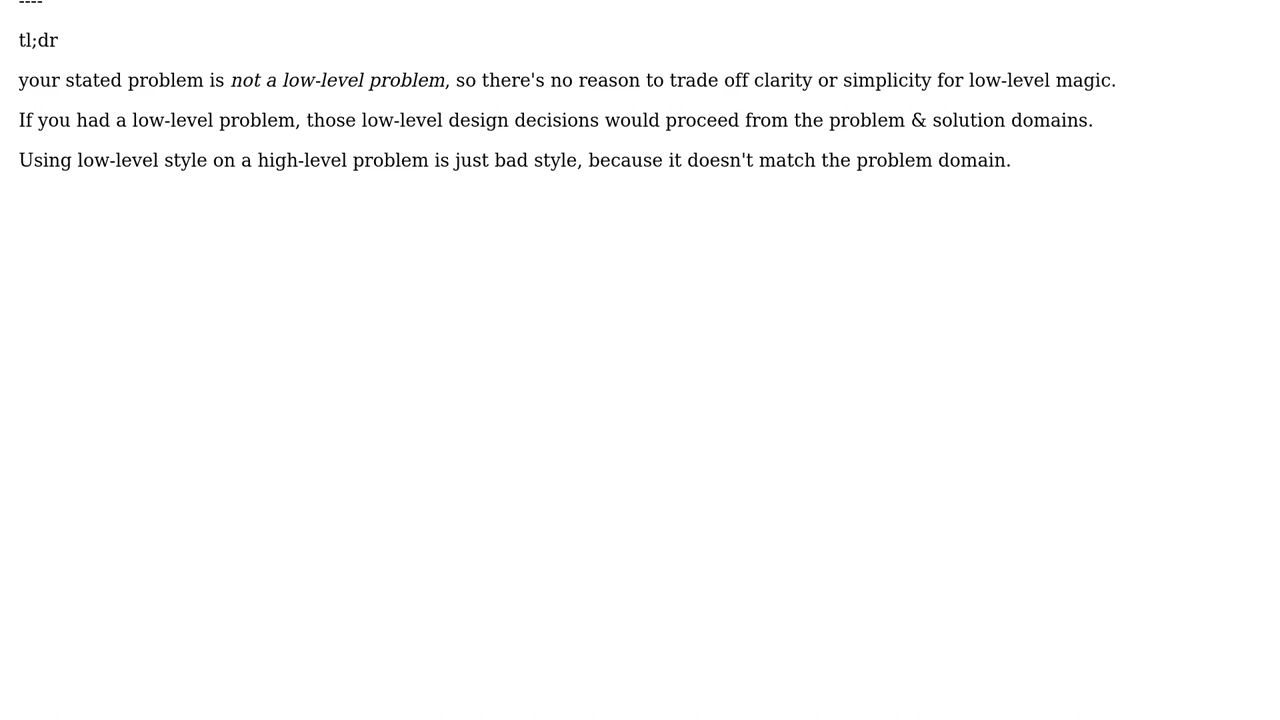 ----
tl;dr
your stated problem is not a low-level problem, so there's no reason to trade off clarity or simplicity for low-level magic.
If you had a low-level problem, those low-level design decisions would proceed from the problem & solution domains.
Using low-level style on a high-level problem is just bad style, because it doesn't match the problem domain.